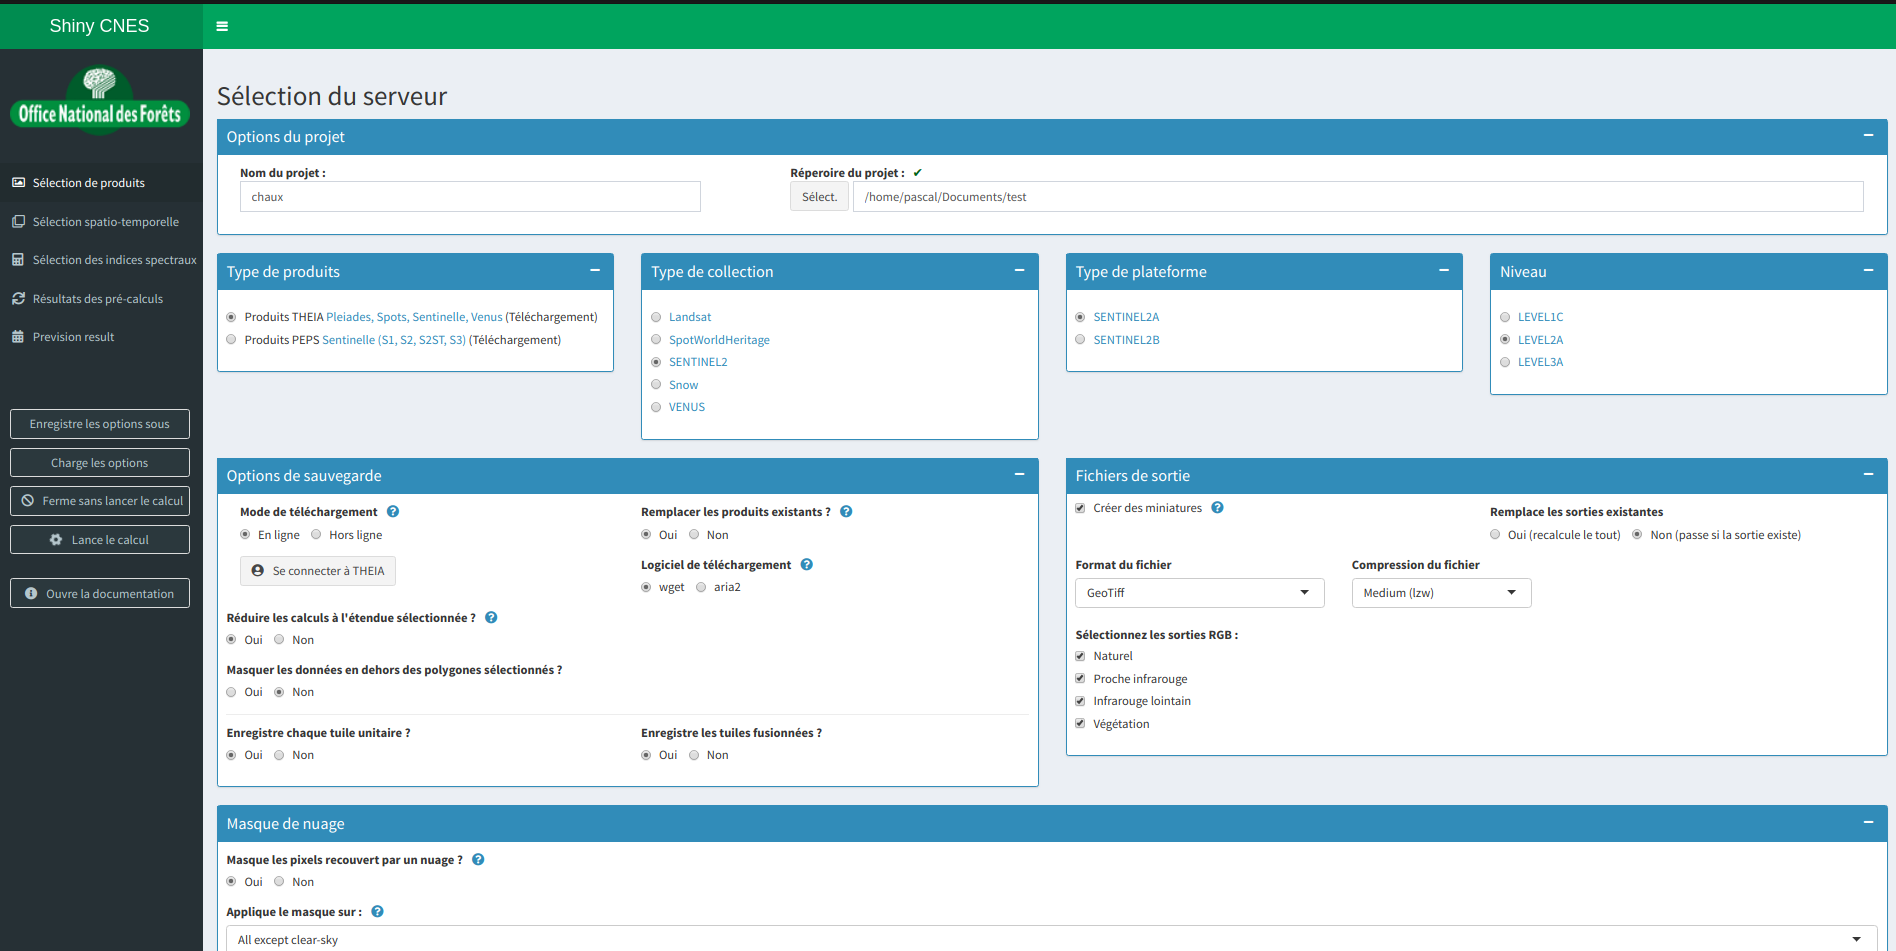 Shiny CNES
Office National des Forêts
Sélection de produits
Sélection spatio-temporelle
Sélection des indices spectraux
Résultats des pré-calculs
Prevision result
Enregistre les options sous
Charge les options
Ferme sans lancer le calcul
Lance le calcul
Ouvre la documentation
Sélection du serveur
Options du projet
Nom du projet :
chaux
Réperoire du projet : ✔
Sélect. /home/pascal/Documents/test
Type de produits
Produits THEIA Pleiades, Spots, Sentinelle, Venus (Téléchargement)
Produits PEPS Sentinelle (S1, S2, S2ST, S3) (Téléchargement)
Type de collection
Landsat
SpotWorldHeritage
SENTINEL2
Snow
VENUS
Type de plateforme
SENTINEL2A
SENTINEL2B
Niveau
LEVEL1C
LEVEL2A
LEVEL3A
Options de sauvegarde
Mode de téléchargement ?
En ligne Hors ligne
Se connecter à THEIA
Remplacer les produits existants ? ?
Oui Non
Logiciel de téléchargement ?
wget aria2
Réduire les calculs à l'étendue sélectionnée ? ?
Oui Non
Masquer les données en dehors des polygones sélectionnés ?
Oui Non
Enregistre chaque tuile unitaire ?
Oui Non
Enregistre les tuiles fusionnées ?
Oui Non
Fichiers de sortie
Créer des miniatures ?
Remplace les sorties existantes
Oui (recalcule le tout) Non (passe si la sortie existe)
Format du fichier
GeoTiff
Compression du fichier
Medium (lzw)
Sélectionnez les sorties RGB :
Naturel
Proche infrarouge
Infrarouge lointain
Végétation
Masque de nuage
Masque les pixels recouvert par un nuage ? ?
Oui Non
Applique le masque sur : ?
All except clear-sky